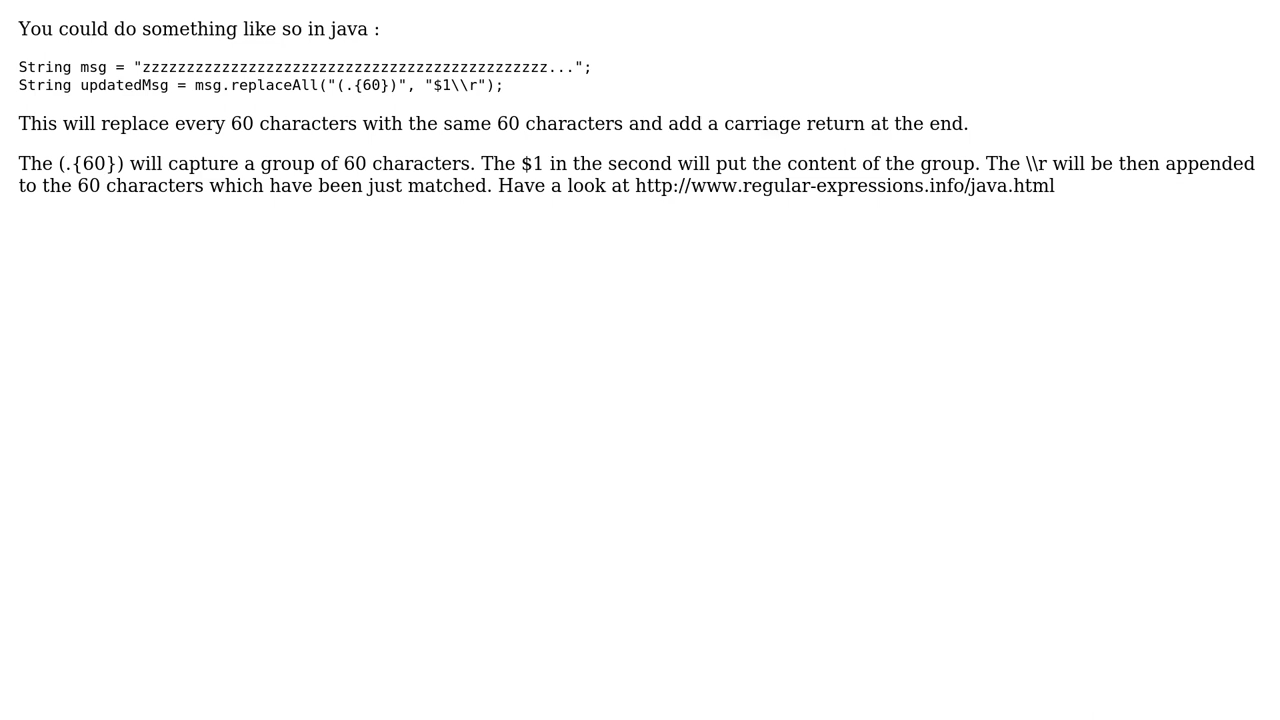 You could do something like so in java :
String msg = "zzzzzzzzzzzzzzzzzzzzzzzzzzzzzzzzzzzzzzzzzzzzzz...";
String updatedMsg = msg.replaceAll("(.{60})", "$1\\r");
This will replace every 60 characters with the same 60 characters and add a carriage return at the end.
The (.{60}) will capture a group of 60 characters. The $1 in the second will put the content of the group. The \\r will be then appended
to the 60 characters which have been just matched. Have a look at http://www.regular-expressions.info/java.html